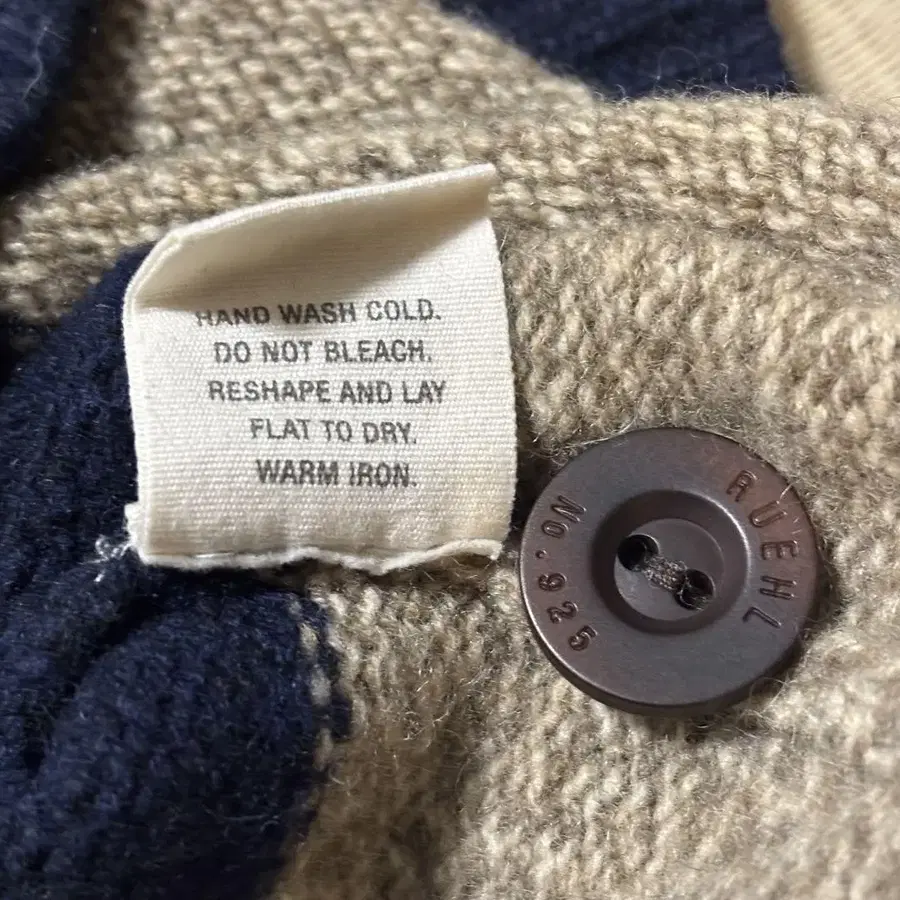 HAND WASH COLD.
DO NOT BLEACH.
RESHAPE AND LAY
FLAT TO DRY.
WARM IRON.
RUEHL
No. 925